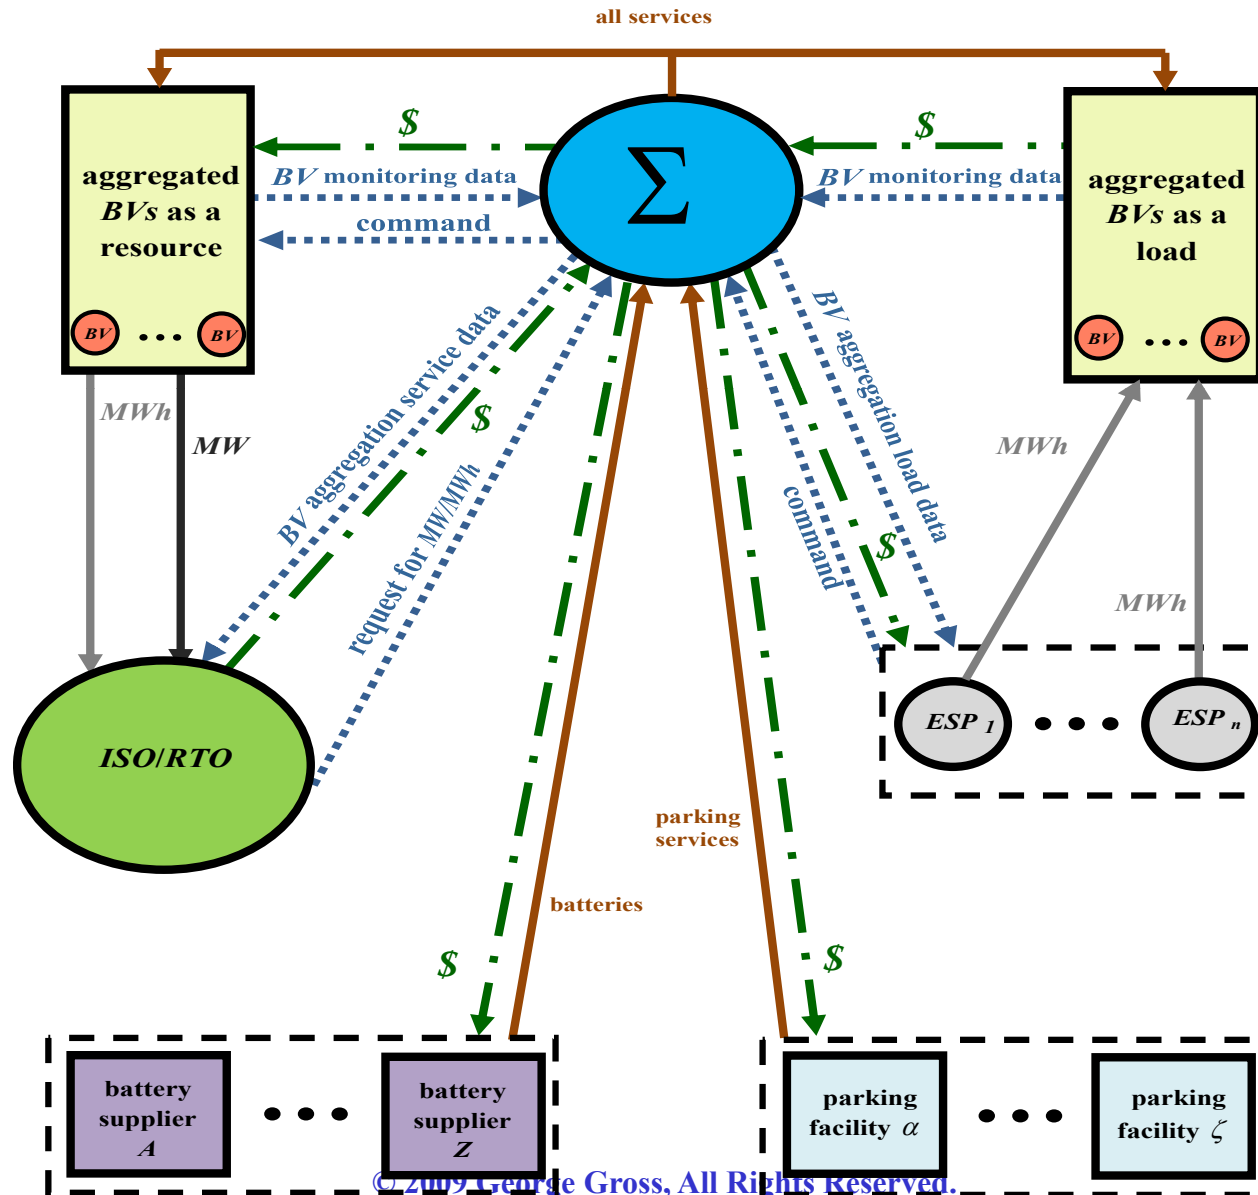 all services
$
$
aggregated
BVs as a
resource
BV monitoring data
command
Σ
BV monitoring data
aggregated
BVs as a
load
BV
...
BV
BV
...
BV
MWh
MW
BV aggregation service data
$
request for MW/MWh
BV aggregation load data
command
$
MWh
MWh
ISO/RTO
ESP 1
• • •
ESP n
parking
services
batteries
$
$
battery
supplier
A
• • •
battery
supplier
Z
parking
facility α
• • •
parking
facility ζ
© 2009 George Gross, All Rights Reserved.